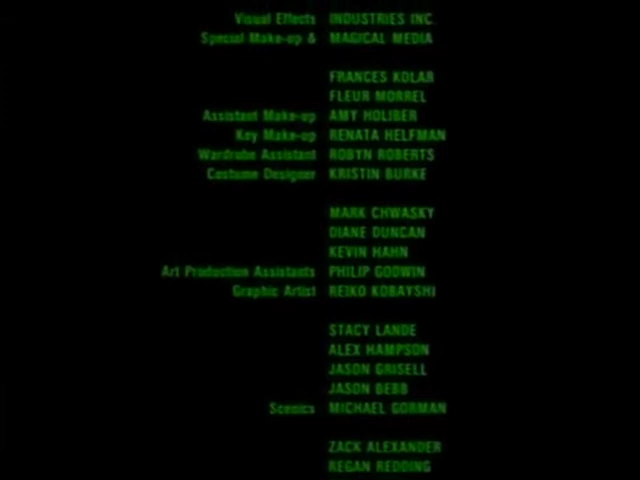 Visual Effects INDUSTRIES INC.
Special Make-up & MAGICAL MEDIA
FRANCES KOLAR
FLEUR MORREL
Assistant Make-up AMY HOLIBER
Key Make-up RENATA HELFMAN
Wardrobe Assistant ROBYN ROBERTS
Costume Designer KRISTIN BURKE
MARK CHWASKY
DIANE DUNCAN
KEVIN HAHN
Art Production Assistants PHILIP GODWIN
Graphic Artist REIKO KOBAYSHI
STACY LANDE
ALEX HAMPSON
JASON GRISELL
JASON BEBB
Scenics MICHAEL GORMAN
ZACK ALEXANDER
REGAN REDDING